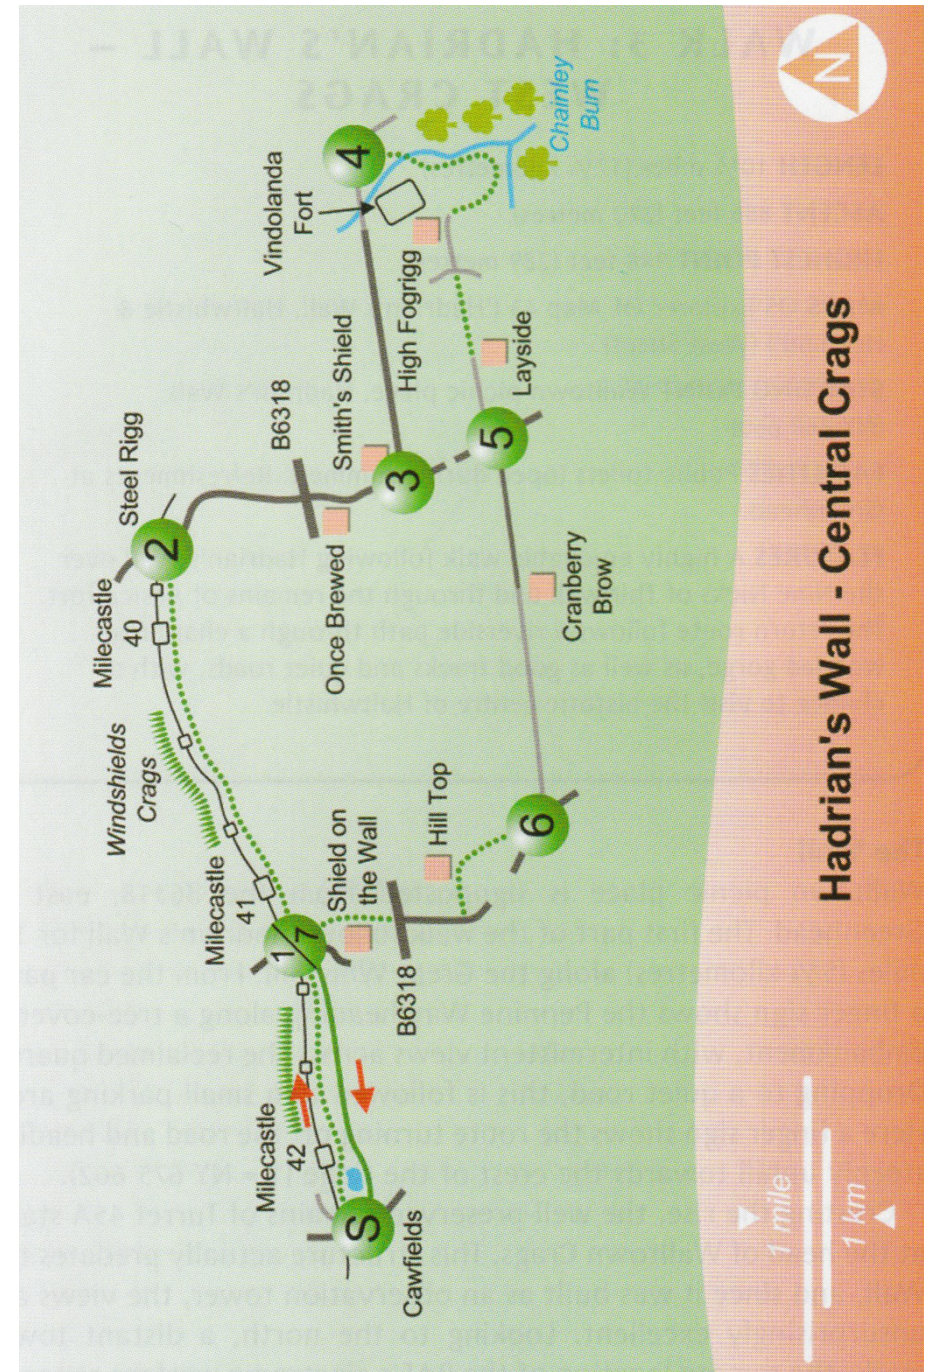 Windshields
Crags
Milecastle
40
Steel Rigg
2
Milecastle
41
Milecastle
42
1
7
S
Cawfields
Shield on
the Wall
B6318
Hill Top
Once Brewed
B6318
Smith's Shield
3
Vindolanda
Fort
4
High Fogrigg
Chainley
Burn
Layside
5
Cranberry
Brow
6
1 mile
1 km
Hadrian's Wall - Central Crags
N